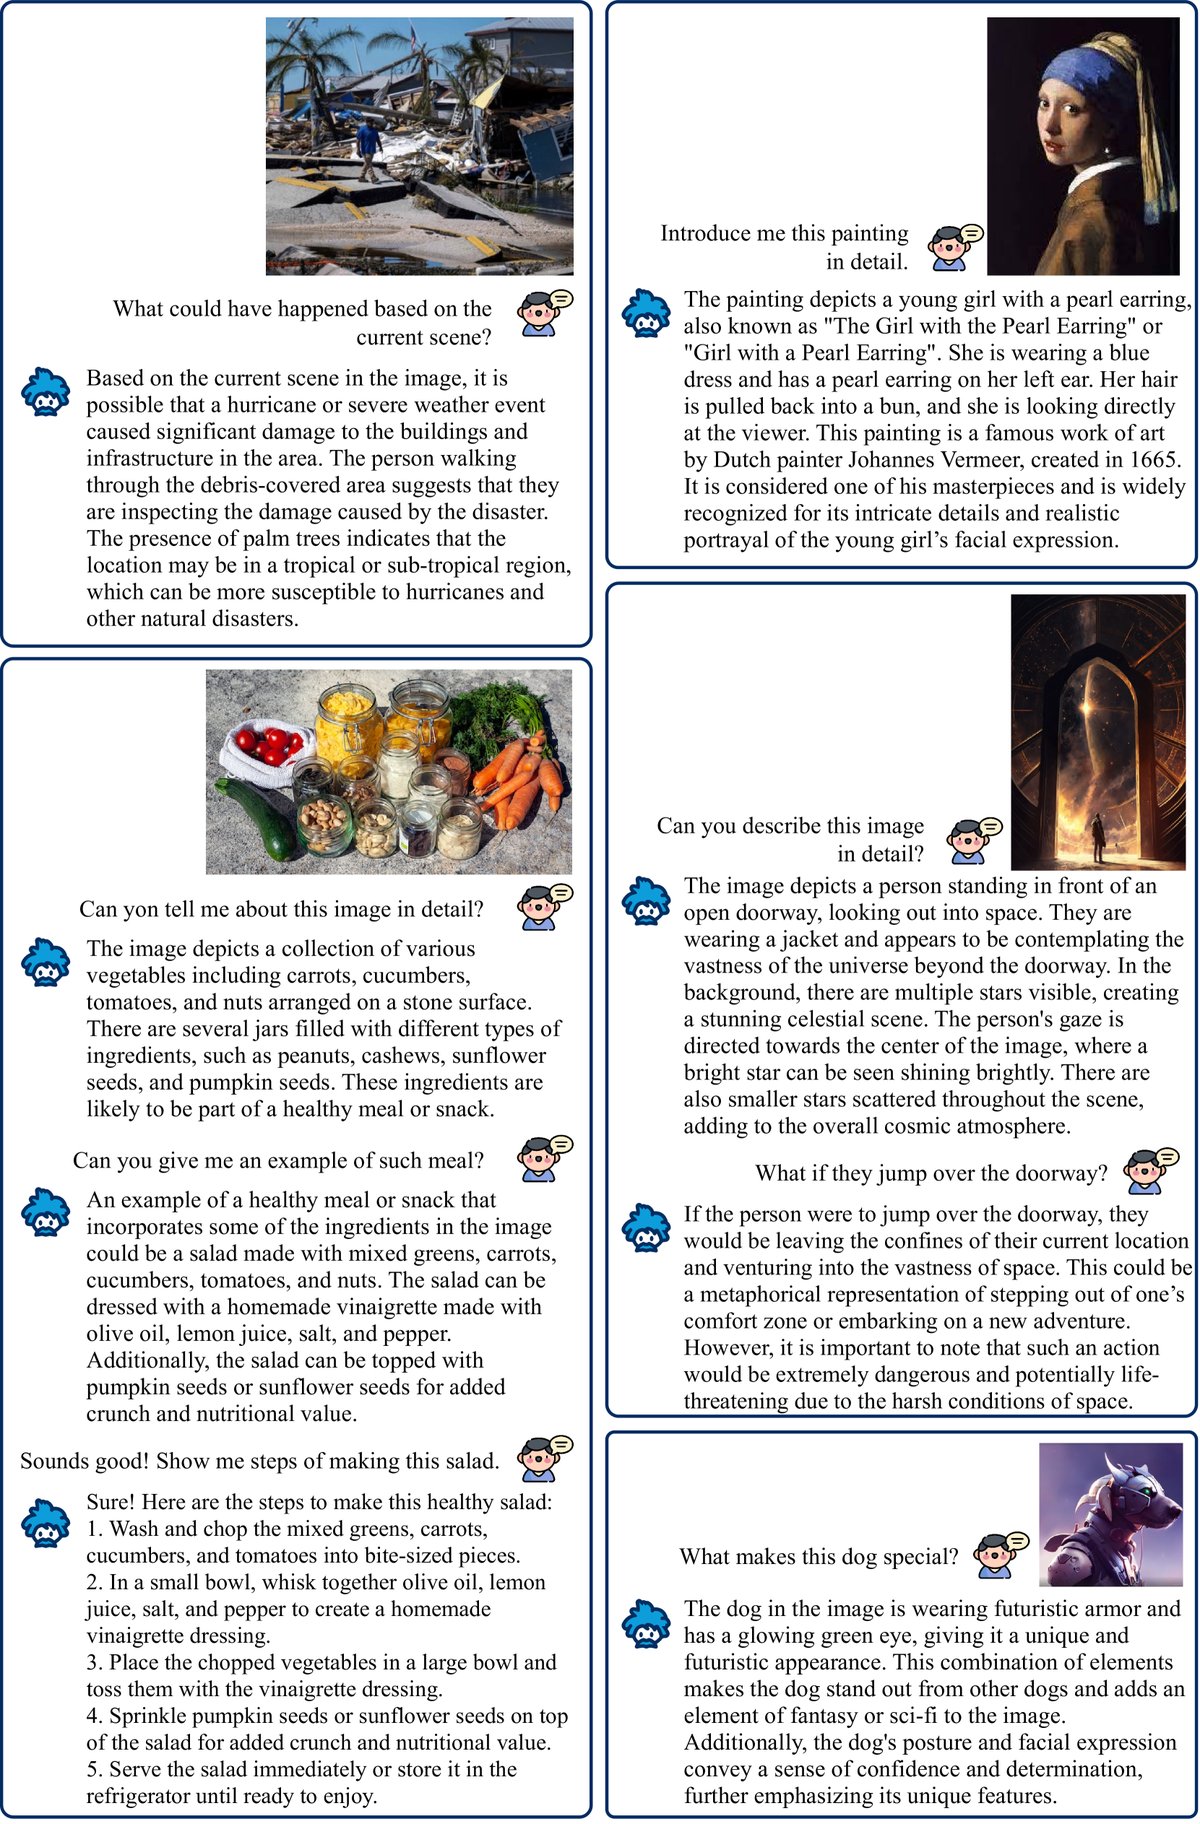 What could have happened based on the
current scene?
Based on the current scene in the image, it is
possible that a hurricane or severe weather event
caused significant damage to the buildings and
infrastructure in the area. The person walking
through the debris-covered area suggests that they
are inspecting the damage caused by the disaster.
The presence of palm trees indicates that the
location may be in a tropical or sub-tropical region,
which can be more susceptible to hurricanes and
other natural disasters.
Can yon tell me about this image in detail?
The image depicts a collection of various
vegetables including carrots, cucumbers,
tomatoes, and nuts arranged on a stone surface.
There are several jars filled with different types of
ingredients, such as peanuts, cashews, sunflower
seeds, and pumpkin seeds. These ingredients are
likely to be part of a healthy meal or snack.
Can you give me an example of such meal?
An example of a healthy meal or snack that
incorporates some of the ingredients in the image
could be a salad made with mixed greens, carrots,
cucumbers, tomatoes, and nuts. The salad can be
dressed with a homemade vinaigrette made with
olive oil, lemon juice, salt, and pepper.
Additionally, the salad can be topped with
pumpkin seeds or sunflower seeds for added
crunch and nutritional value.
Sounds good! Show me steps of making this salad.
Sure! Here are the steps to make this healthy salad:
1. Wash and chop the mixed greens, carrots,
cucumbers, and tomatoes into bite-sized pieces.
2. In a small bowl, whisk together olive oil, lemon
juice, salt, and pepper to create a homemade
vinaigrette dressing.
3. Place the chopped vegetables in a large bowl and
toss them with the vinaigrette dressing.
4. Sprinkle pumpkin seeds or sunflower seeds on top
of the salad for added crunch and nutritional value.
5. Serve the salad immediately or store it in the
refrigerator until ready to enjoy.
Introduce me this painting
in detail.
The painting depicts a young girl with a pearl earring,
also known as "The Girl with the Pearl Earring" or
"Girl with a Pearl Earring". She is wearing a blue
dress and has a pearl earring on her left ear. Her hair
is pulled back into a bun, and she is looking directly
at the viewer. This painting is a famous work of art
by Dutch painter Johannes Vermeer, created in 1665.
It is considered one of his masterpieces and is widely
recognized for its intricate details and realistic
portrayal of the young girl’s facial expression.
Can you describe this image
in detail?
The image depicts a person standing in front of an
open doorway, looking out into space. They are
wearing a jacket and appears to be contemplating the
vastness of the universe beyond the doorway. In the
background, there are multiple stars visible, creating
a stunning celestial scene. The person's gaze is
directed towards the center of the image, where a
bright star can be seen shining brightly. There are
also smaller stars scattered throughout the scene,
adding to the overall cosmic atmosphere.
What if they jump over the doorway?
If the person were to jump over the doorway, they
would be leaving the confines of their current location
and venturing into the vastness of space. This could be
a metaphorical representation of stepping out of one’s
comfort zone or embarking on a new adventure.
However, it is important to note that such an action
would be extremely dangerous and potentially life-
threatening due to the harsh conditions of space.
What makes this dog special?
The dog in the image is wearing futuristic armor and
has a glowing green eye, giving it a unique and
futuristic appearance. This combination of elements
makes the dog stand out from other dogs and adds an
element of fantasy or sci-fi to the image.
Additionally, the dog's posture and facial expression
convey a sense of confidence and determination,
further emphasizing its unique features.